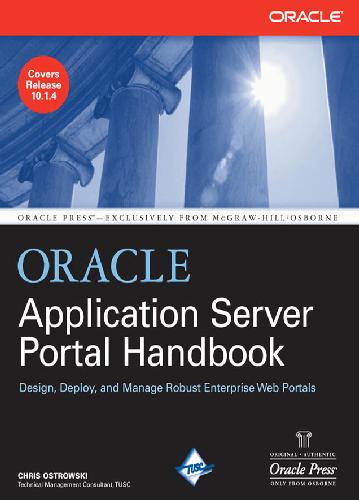 ORACLE
Covers
Release
10.1.4
ORACLE PRESS™—EXCLUSIVELY FROM McGRAW-HILL/OSBORNE
ORACLE
Application Server
Portal Handbook
Design, Deploy, and Manage Robust Enterprise Web Portals
CHRIS OSTROWSKI
Technical Management Consultant, TUSC
TUSC
ORIGINAL • AUTHENTIC
Oracle Press™
ONLY FROM OSBORNE